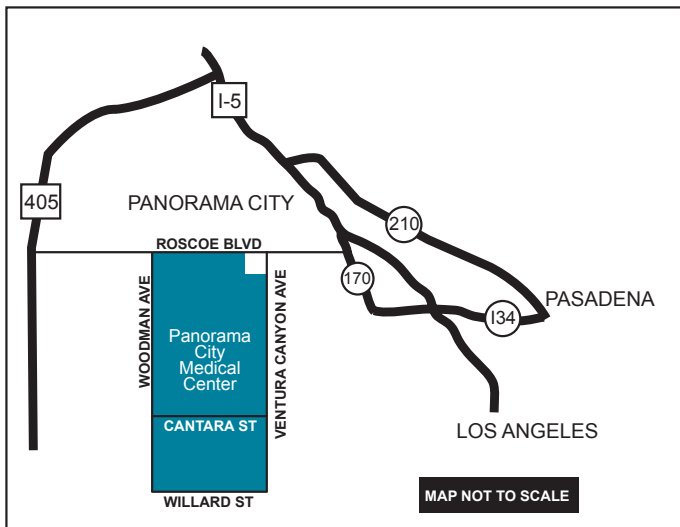 I-5
405
PANORAMA CITY
210
ROSCOE BLVD
170
PASADENA
I34
WOODMAN AVE
Panorama
City
Medical
Center
VENTURA CANYON AVE
CANTARA ST
LOS ANGELES
WILLARD ST
MAP NOT TO SCALE